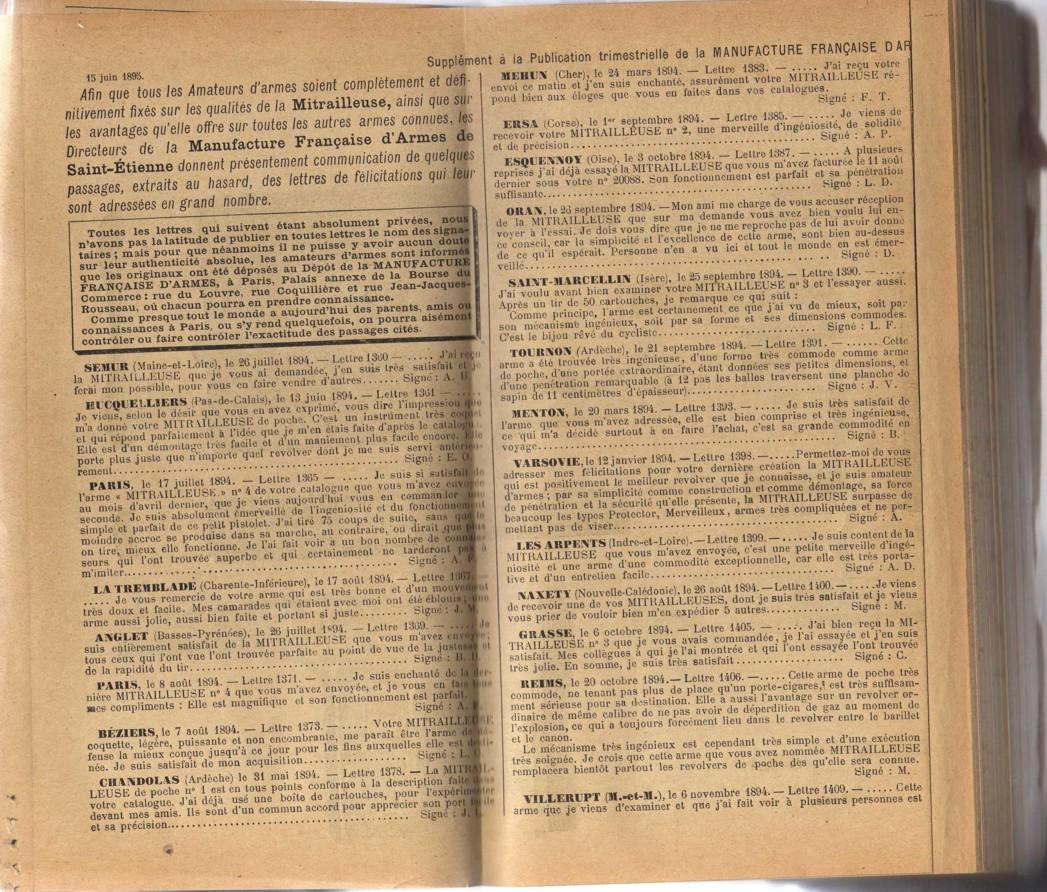 Supplément à la Publication trimestrielle de la MANUFACTURE FRANÇAISE D'AR
15 juin 1895.
Afin que tous les Amateurs d'armes soient complètement et défi-
nitivement fixés sur les qualités de la Mitrailleuse, ainsi que sur
les avantages qu'elle offre sur toutes les autres armes connues, les
Directeurs de la Manufacture Française d'Armes de
Saint-Étienne donnent présentement communication de quelques
passages, extraits au hasard, des lettres de félicitations qui leur
sont adressées en grand nombre.
Toutes les lettres qui suivent étant absolument privées, nous
n'avons pas la latitude de publier en toutes lettres le nom des signa-
taires ; mais pour que néanmoins il ne puisse y avoir aucun doute
sur leur authenticité absolue, les amateurs d'armes sont informés
que les originaux ont été déposés au Dépôt de la MANUFACTURE
FRANÇAISE D'ARMES, à Paris, Palais annexe de la Bourse du
Commerce : rue du Louvre, rue Coquillière et rue Jean-Jacques-
Rousseau, où chacun pourra en prendre connaissance.
Comme presque tout le monde a aujourd'hui des parents, amis ou
connaissances à Paris, ou s'y rend quelquefois, on pourra aisément
contrôler ou faire contrôler l'exactitude des passages cités.
SEMUR (Maine-et-Loire), le 26 juillet 1894. — Lettre 1360 — ..... J'ai reçu
la MITRAILLEUSE que je vous ai demandée, j'en suis très satisfait et je
ferai mon possible, pour vous en faire vendre d'autres....... Signé : A.
HUCQUELIERS (Pas-de-Calais), le 13 juin 1894. — Lettre 1361 — .....
Je viens, selon le désir que vous en avez exprimé, vous dire l'impression que
m'a donné votre MITRAILLEUSE de poche. C'est un instrument très coquet
et qui répond parfaitement à l'idée que je m'en étais faite d'après le catalogue
Elle est d'un démontage très facile et d'un maniement plus facile encore. Elle
porte plus juste que n'importe quel revolver dont je me suis servi antérieu-
rement.......... Signé : E. O.
PARIS, le 17 juillet 1894. — Lettre 1365 — ..... Je suis si satisfait de
l'arme « MITRAILLEUSE » n° 4 de votre catalogue que vous m'avez envoyée
au mois d'avril dernier, que je viens aujourd'hui vous en commander une
seconde. Je suis absolument émerveillé de l'ingéniosité et du fonctionnement
simple et parfait de ce petit pistolet. J'ai tiré 75 coups de suite, sans que le
moindre accroc se produise dans sa marche, au contraire, on dirait que plus
on tire, mieux elle fonctionne. Je l'ai fait voir à un bon nombre de connais-
seurs qui l'ont trouvée superbe et qui certainement ne tarderont pas à
m'imiter.......... Signé : A.
LA TREMBLADE (Charente-Inférieure), le 17 août 1894. — Lettre 1367.
..... Je vous remercie de votre arme qui est très bonne et d'un mouvement
très doux et facile. Mes camarades qui étaient avec moi ont été éblouis ; une
arme aussi jolie, aussi bien faite et portant si juste....... Signé : J. M.
ANGLET (Basses-Pyrénées), le 26 juillet 1894. — Lettre 1369. — ..... Je
suis entièrement satisfait de la MITRAILLEUSE que vous m'avez envoyée ;
tous ceux qui l'ont vue l'ont trouvée parfaite au point de vue de la justesse et
de la rapidité du tir.......... Signé : B.
PARIS, le 8 août 1894. — Lettre 1371. — ..... Je suis enchanté de la der-
nière MITRAILLEUSE n° 4 que vous m'avez envoyée, et je vous en fais tous
mes compliments : Elle est magnifique et son fonctionnement est parfait.
Signé : A.
BÉZIERS, le 7 août 1894. — Lettre 1373. — ..... Votre MITRAILLEUSE
coquette, légère, puissante et non encombrante, me paraît être l'arme de dé-
fense la mieux conçue jusqu'à ce jour pour les fins auxquelles elle est desti-
née. Je suis satisfait de mon acquisition.......... Signé : L.
CHANDOLAS (Ardèche) le 31 mai 1894. — Lettre 1378. — La MITRAIL-
LEUSE de poche n° 1 est en tous points conforme à la description faite dans
votre catalogue. J'ai déjà usé une boîte de cartouches, pour l'expérimenter
devant mes amis. Ils sont d'un commun accord pour apprécier son port facile
et sa précision.......... Signé : J.
MEHUN (Cher), le 24 mars 1894. — Lettre 1383. — ..... J'ai reçu votre
envoi ce matin et j'en suis enchanté, assurément votre MITRAILLEUSE ré-
pond bien aux éloges que vous en faites dans vos catalogues.
Signé : F. T.
ERSA (Corse), le 1er septembre 1894. — Lettre 1385. — ..... Je viens de
recevoir votre MITRAILLEUSE n° 2, une merveille d'ingéniosité, de solidité
et de précision.......... Signé : A. P.
ESQUENNOY (Oise), le 3 octobre 1894. — Lettre 1387. — ..... A plusieurs
reprises j'ai déjà essayé la MITRAILLEUSE que vous m'avez facturée le 11 août
dernier sous votre n° 20088. Son fonctionnement est parfait et sa pénétration
suffisante.......... Signé : L. D.
ORAN, le 26 septembre 1894. — Mon ami me charge de vous accuser réception
de la MITRAILLEUSE que sur ma demande vous avez bien voulu lui en-
voyer à l'essai. Je dois vous dire que je ne me reproche pas de lui avoir donné
ce conseil, car la simplicité et l'excellence de cette arme, sont bien au-dessus
de ce qu'il espérait. Personne n'en a vu ici et tout le monde en est émer-
veillé.......... Signé : D.
SAINT-MARCELLIN (Isère), le 25 septembre 1894. — Lettre 1390. — .....
J'ai voulu avant bien examiner votre MITRAILLEUSE n° 3 et l'essayer aussi.
Après un tir de 50 cartouches, je remarque ce qui suit :
Comme principe, l'arme est certainement ce que j'ai vu de mieux, soit par
son mécanisme ingénieux, soit par sa forme et ses dimensions commodes.
C'est le bijou rêvé du cycliste.......... Signé : L. F.
TOURNON (Ardèche), le 21 septembre 1894. — Lettre 1391. — ..... Cette
arme a été trouvée très ingénieuse, d'une forme très commode comme arme
de poche, d'une portée extraordinaire, étant données ses petites dimensions, et
d'une pénétration remarquable (à 12 pas les balles traversent une planche de
sapin de 11 centimètres d'épaisseur).......... Signé : J. V.
MENTON, le 20 mars 1894. — Lettre 1393. — ..... Je suis très satisfait de
l'arme que vous m'avez adressée, elle est bien comprise et très ingénieuse,
ce qui m'a décidé surtout à en faire l'achat, c'est sa grande commodité en
voyage.......... Signé : B.
VARSOVIE, le 12 janvier 1894. — Lettre 1398. — .....Permettez-moi de vous
adresser mes félicitations pour votre dernière création la MITRAILLEUSE
qui est positivement le meilleur revolver que je connaisse, et je suis amateur
d'armes ; par sa simplicité comme construction et comme démontage, sa force
de pénétration et la sécurité qu'elle présente, la MITRAILLEUSE surpasse de
beaucoup les types Protector, Merveilleux, armes très compliquées et ne per-
mettant pas de viser.......... Signé : A.
LES ARPENTS (Indre-et-Loire). — Lettre 1399. — ..... Je suis content de la
MITRAILLEUSE que vous m'avez envoyée, c'est une petite merveille d'ingé-
niosité et une arme d'une commodité exceptionnelle, car elle est très porta-
tive et d'un entretien facile.......... Signé : A. D.
NAXETY (Nouvelle-Calédonie), le 26 août 1894. — Lettre 1400. — .....Je viens
de recevoir une de vos MITRAILLEUSES, dont je suis très satisfait et je viens
vous prier de vouloir bien m'en expédier 5 autres.......... Signé : M.
GRASSE, le 6 octobre 1894. — Lettre 1405. — ..... J'ai bien reçu la MI-
TRAILLEUSE n° 3 que je vous avais commandée, je l'ai essayée et j'en suis
satisfait. Mes collègues à qui je l'ai montrée et qui l'ont essayée l'ont trouvée
très jolie. En somme, je suis très satisfait.......... Signé : C.
REIMS, le 20 octobre 1894. — Lettre 1406. — ..... Cette arme de poche très
commode, ne tenant pas plus de place qu'un porte-cigares, est très suffisam-
ment sérieuse pour sa destination. Elle a aussi l'avantage sur un revolver or-
dinaire de même calibre de ne pas avoir de déperdition de gaz au moment de
l'explosion, ce qui a toujours forcément lieu dans le revolver entre le barillet
et le canon.
Le mécanisme très ingénieux est cependant très simple et d'une exécution
très soignée. Je crois que cette arme que vous avez nommée MITRAILLEUSE
remplacera bientôt partout les revolvers de poche dès qu'elle sera connue.
Signé : M.
VILLERUPT (M.-et-M.), le 6 novembre 1894. — Lettre 1409. — ..... Cette
arme que je viens d'examiner et que j'ai fait voir à plusieurs personnes est